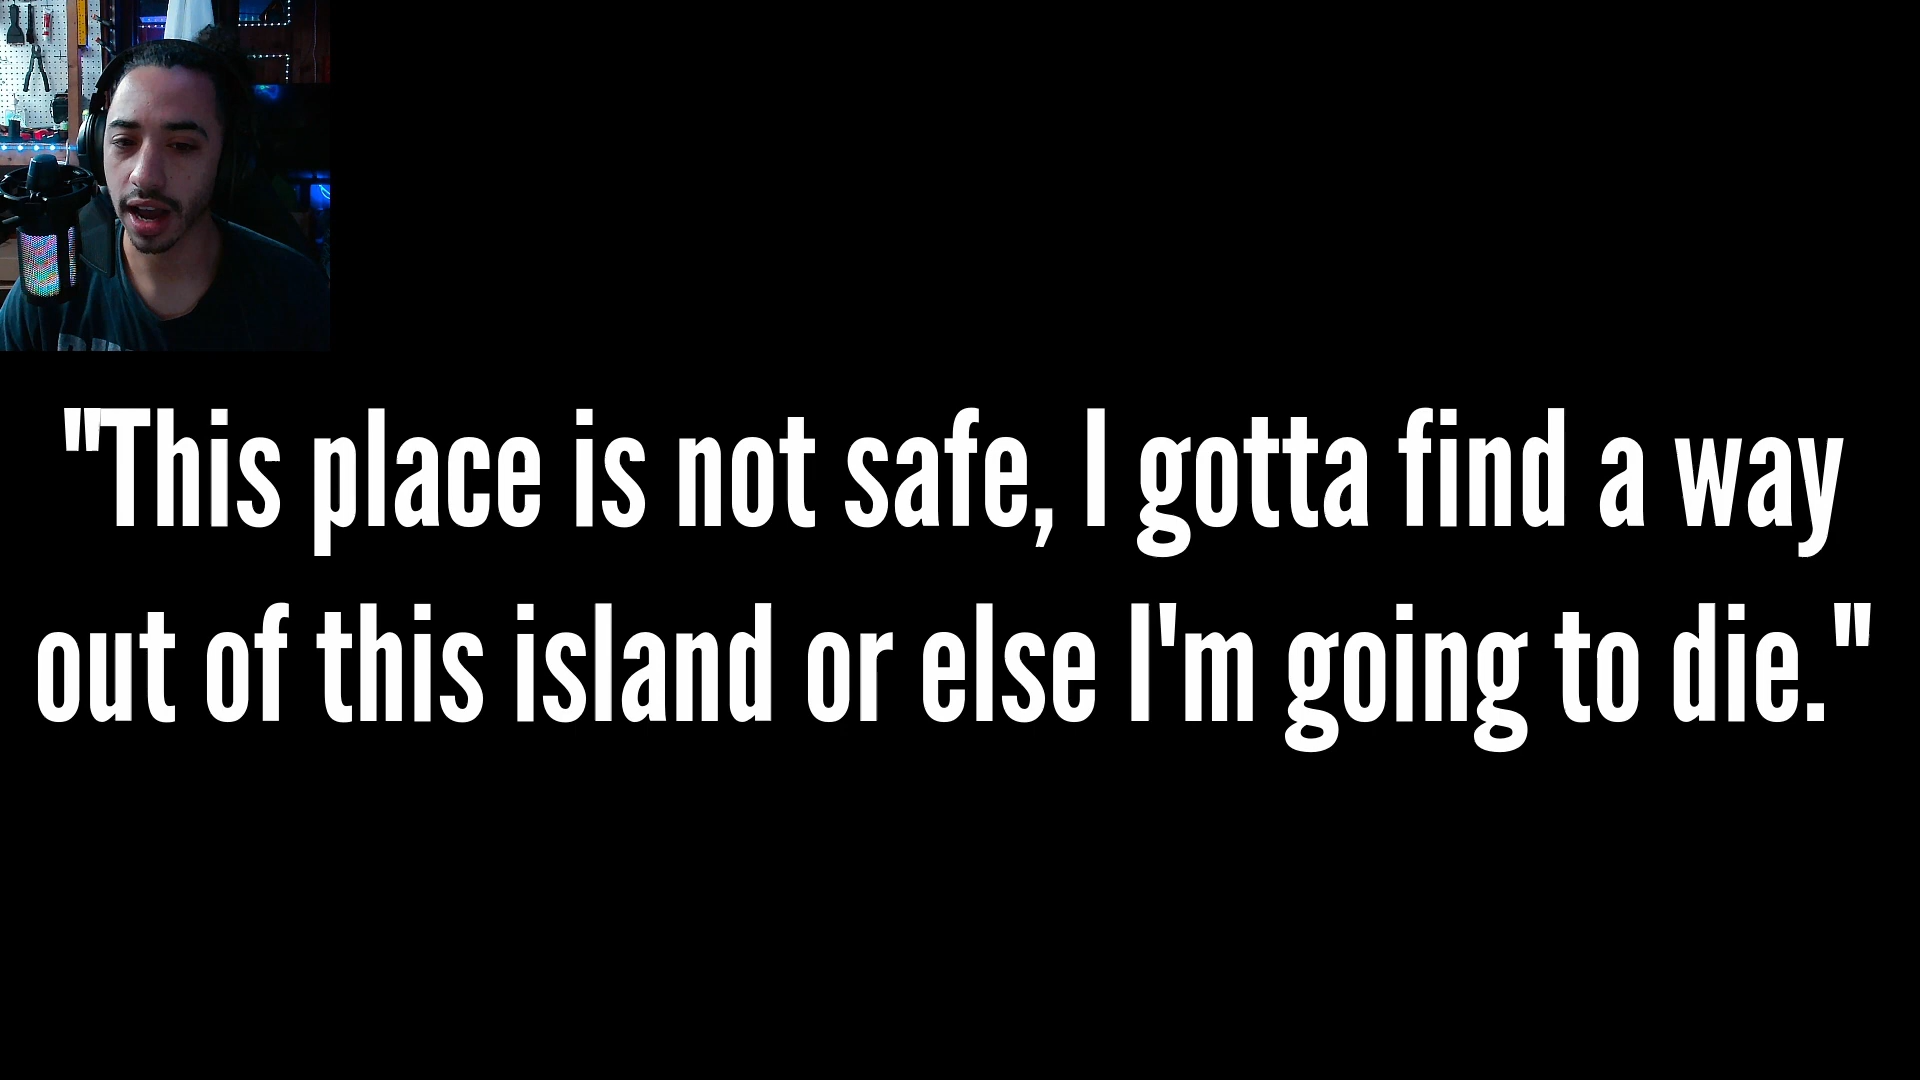 "This place is not safe, I gotta find a way
out of this island or else I'm going to die."